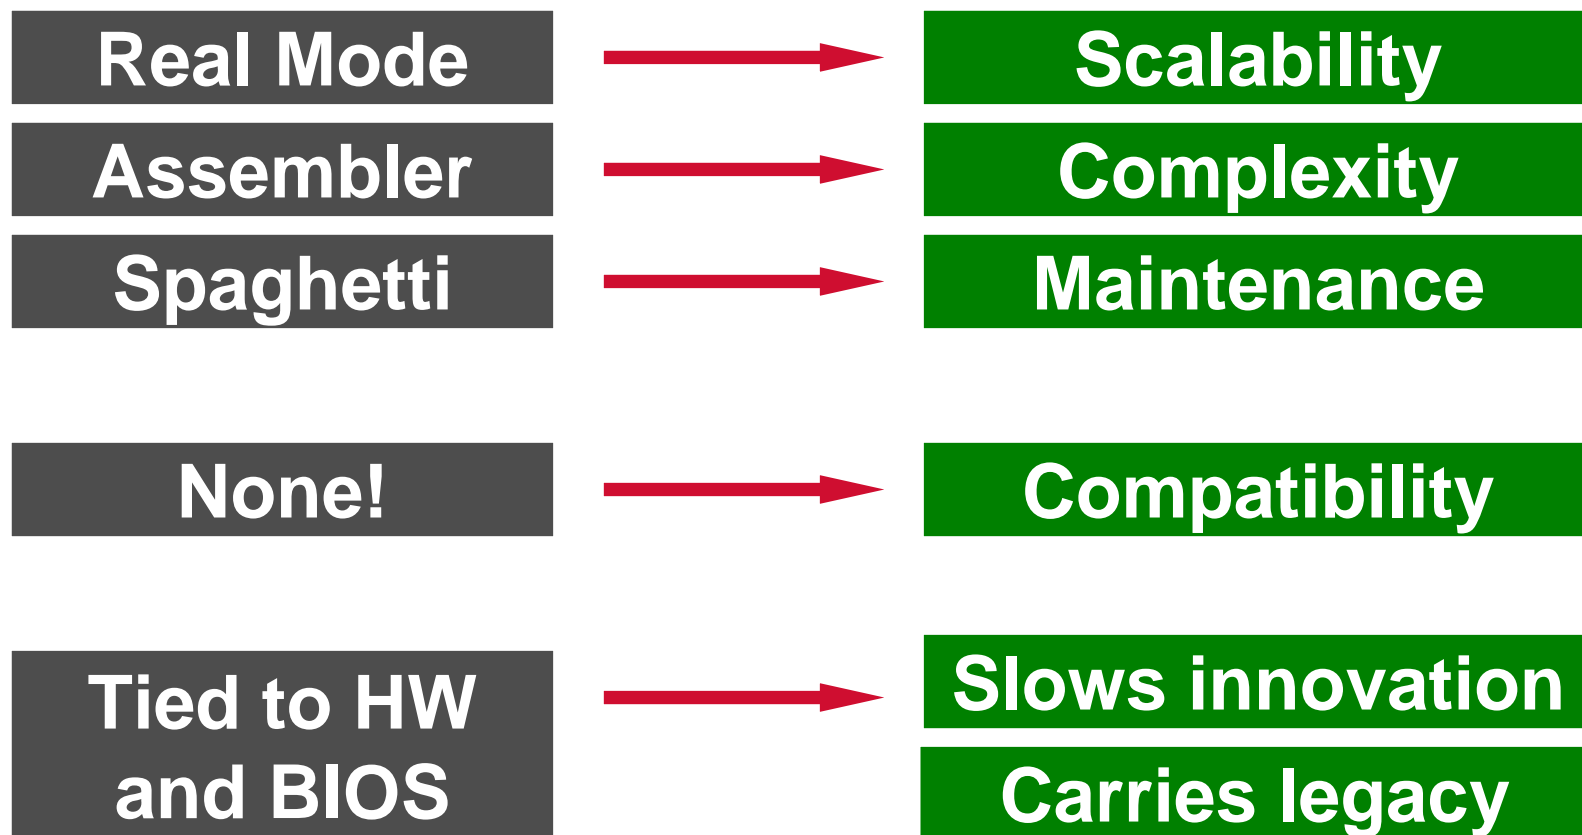 Real Mode
Scalability
Assembler
Complexity
Spaghetti
Maintenance
None!
Compatibility
Tied to HW
and BIOS
Slows innovation
Carries legacy